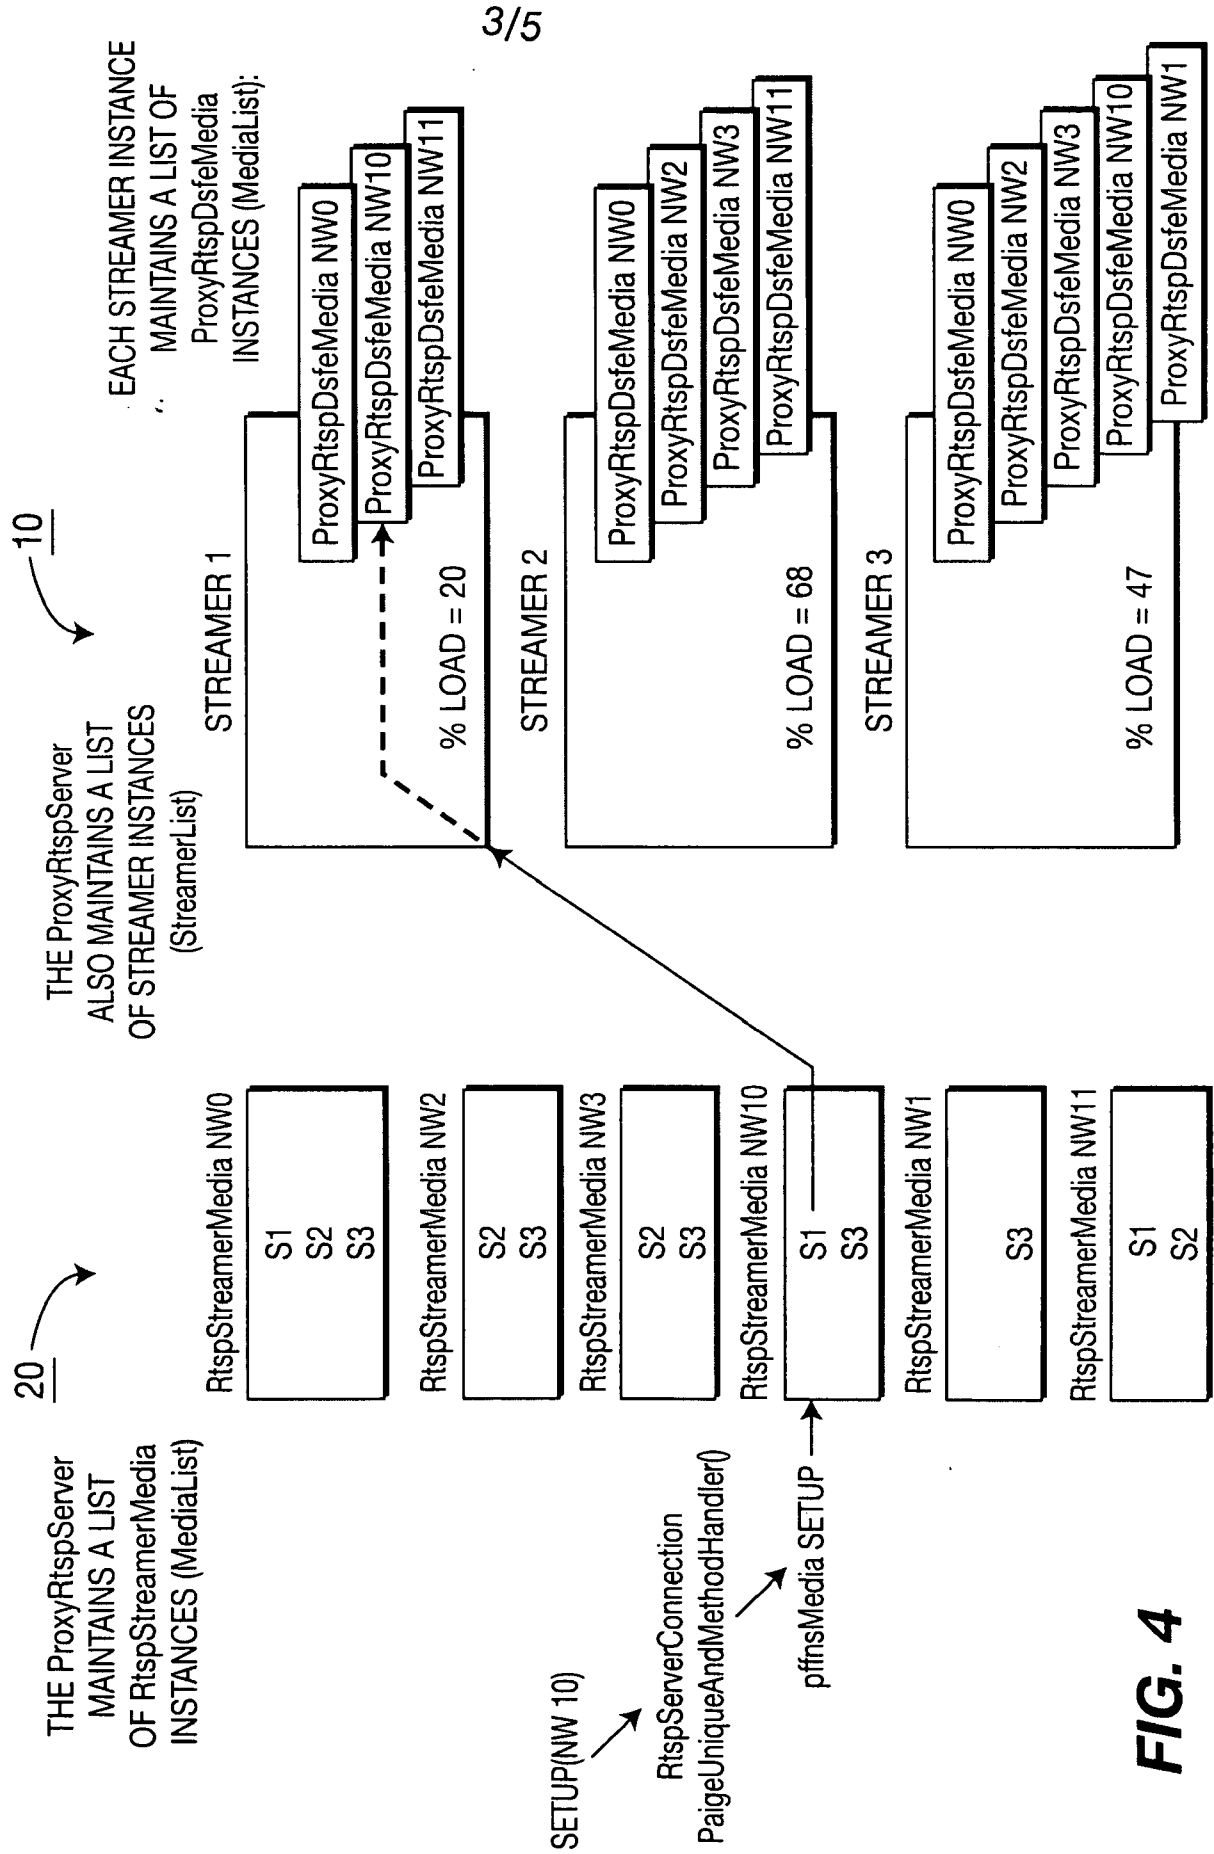 3/5
20
THE ProxyRtspServer
MAINTAINS A LIST
OF RtspStreamerMedia
INSTANCES (MediaList)
THE ProxyRtspServer
ALSO MAINTAINS A LIST
OF STREAMER INSTANCES
(StreamerList)
10
EACH STREAMER INSTANCE
MAINTAINS A LIST OF
ProxyRtspDsfeMedia
INSTANCES (MediaList):
RtspStreamerMedia NW0
S1
S2
S3
RtspStreamerMedia NW2
S2
S3
RtspStreamerMedia NW3
S2
S3
RtspStreamerMedia NW10
S1
S3
RtspStreamerMedia NW1
S3
RtspStreamerMedia NW11
S1
S2
SETUP(NW 10)
RtspServerConnection
PaigeUniqueAndMethodHandler()
pffnsMedia SETUP
STREAMER 1
ProxyRtspDsfeMedia NW0
ProxyRtspDsfeMedia NW10
ProxyRtspDsfeMedia NW11
% LOAD = 20
STREAMER 2
ProxyRtspDsfeMedia NW0
ProxyRtspDsfeMedia NW2
ProxyRtspDsfeMedia NW3
ProxyRtspDsfeMedia NW11
% LOAD = 68
STREAMER 3
ProxyRtspDsfeMedia NW0
ProxyRtspDsfeMedia NW2
ProxyRtspDsfeMedia NW3
ProxyRtspDsfeMedia NW10
ProxyRtspDsfeMedia NW1
% LOAD = 47
FIG. 4